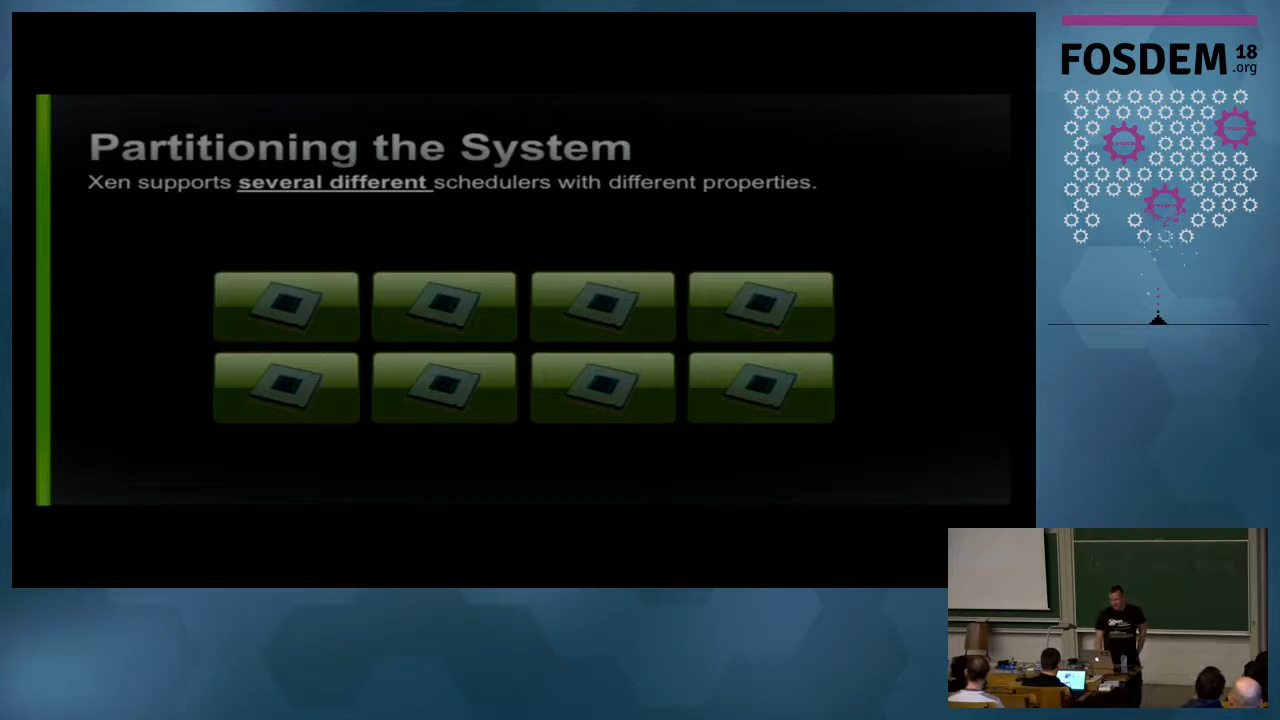 Partitioning the System
Xen supports several different schedulers with different properties.
FOSDEM 18
.org